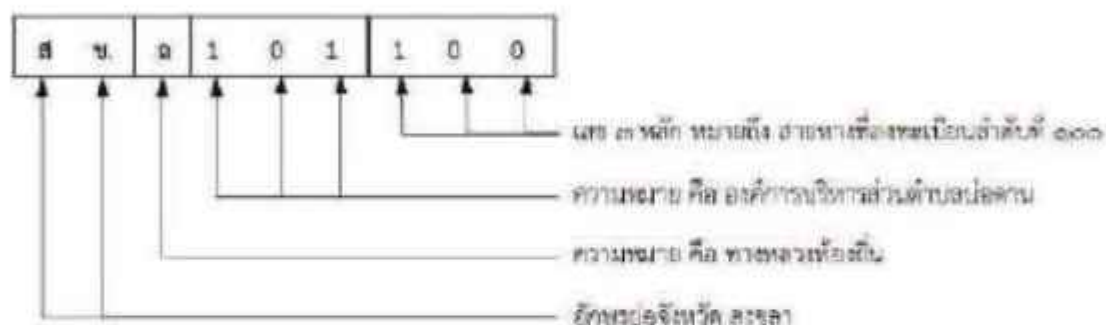 ส ข. ถ 1 0 1 1 0 0
เลข ๓ หลัก หมายถึง สายทางที่ลงทะเบียนลำดับที่ ๑๐๐
ความหมาย คือ องค์การบริหารส่วนตำบลบ่อดาน
ความหมาย คือ ทางหลวงท้องถิ่น
อักษรย่อจังหวัด สงขลา